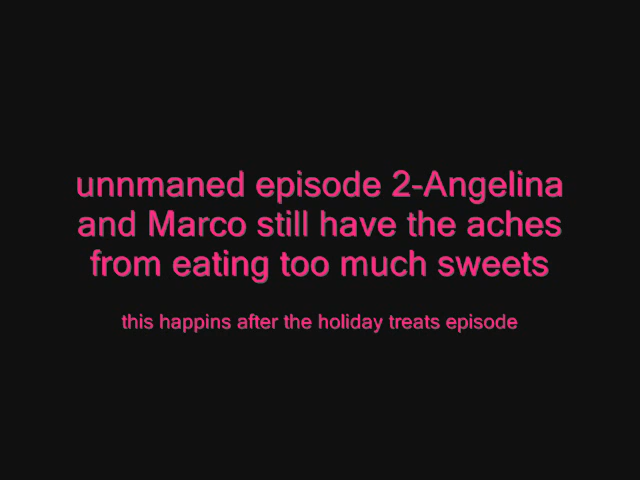 unnmaned episode 2-Angelina
and Marco still have the aches
from eating too much sweets
this happins after the holiday treats episode